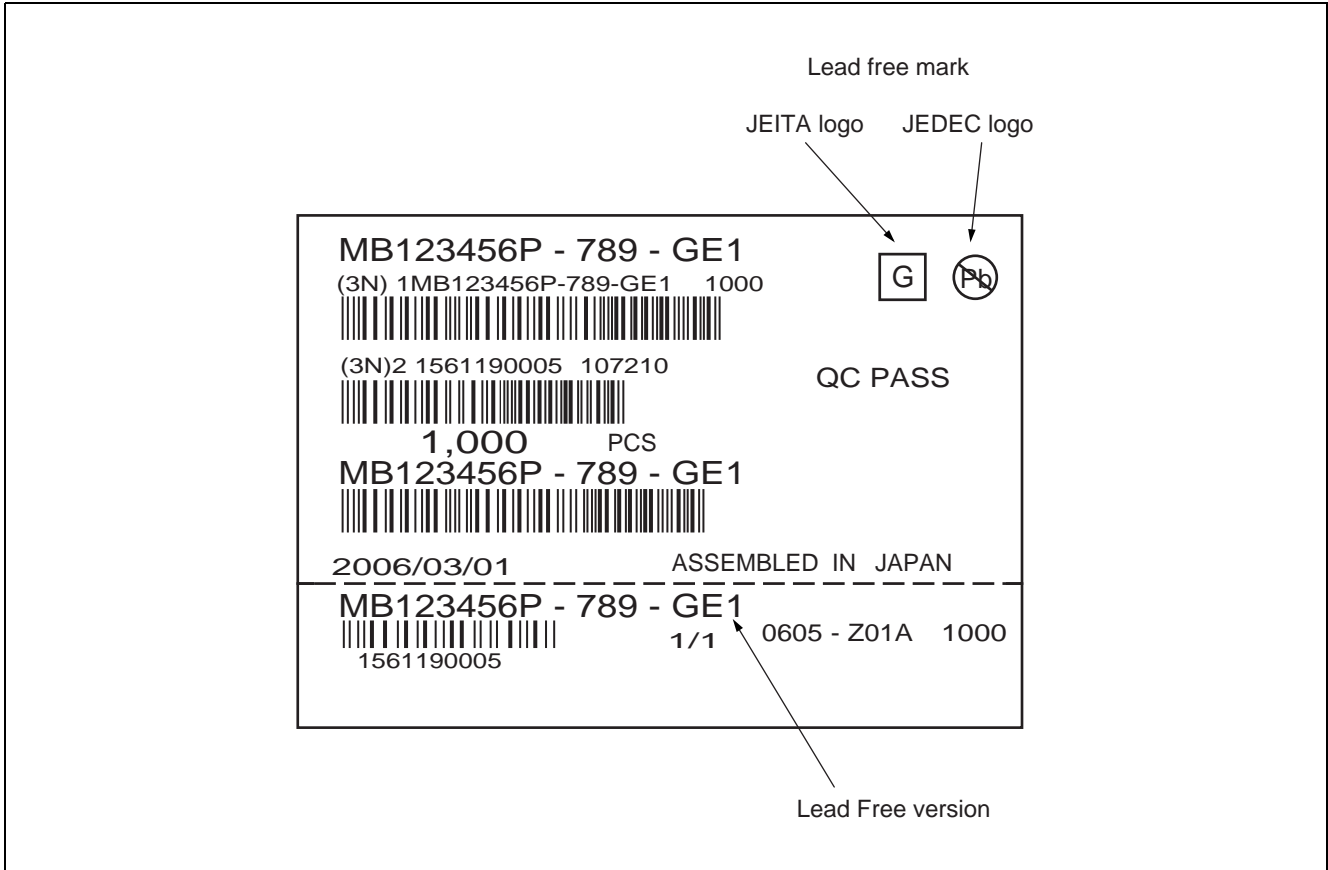 Lead free mark
JEITA logo JEDEC logo
MB123456P - 789 - GE1
(3N) 1MB123456P-789-GE1 1000
G Pb
(3N)2 1561190005 107210
QC PASS
1,000 PCS
MB123456P - 789 - GE1
2006/03/01 ASSEMBLED IN JAPAN
MB123456P - 789 - GE1
1/1 0605 - Z01A 1000
1561190005
Lead Free version